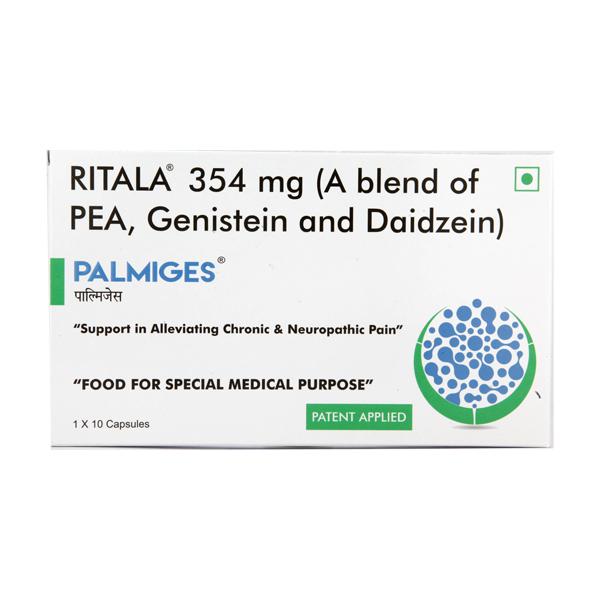 RITALA® 354 mg (A blend of
PEA, Genistein and Daidzein)
PALMIGES®
पाल्मिजेस
"Support in Alleviating Chronic & Neuropathic Pain"
"FOOD FOR SPECIAL MEDICAL PURPOSE"
1 X 10 Capsules
PATENT APPLIED